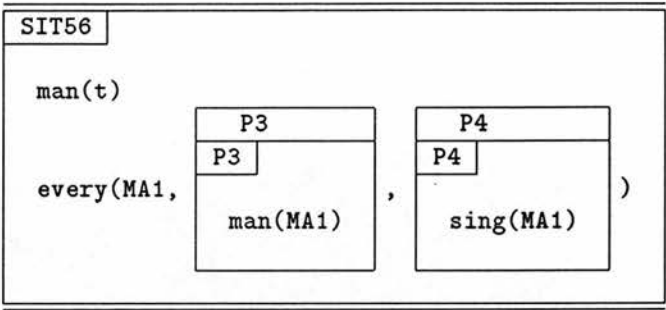 SIT56
man(t)
P3 P4
P3 P4
every(MA1, man(MA1) , sing(MA1) )